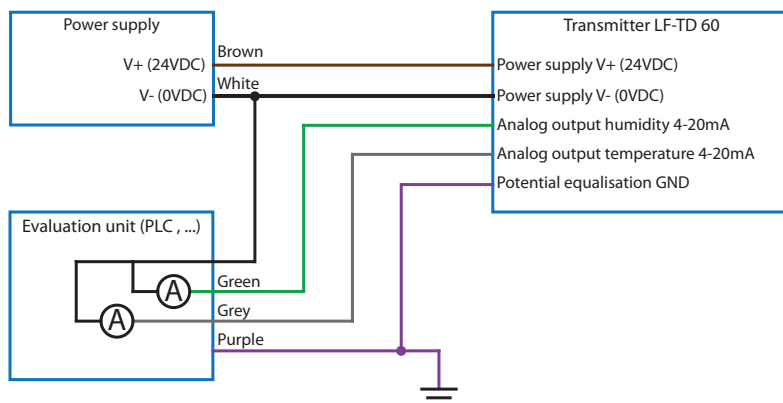 Power supply
V+ (24VDC)
V- (0VDC)
Brown
White
Transmitter LF-TD 60
Power supply V+ (24VDC)
Power supply V- (0VDC)
Analog output humidity 4-20mA
Analog output temperature 4-20mA
Potential equalisation GND
Evaluation unit (PLC , ...)
A
A
Green
Grey
Purple